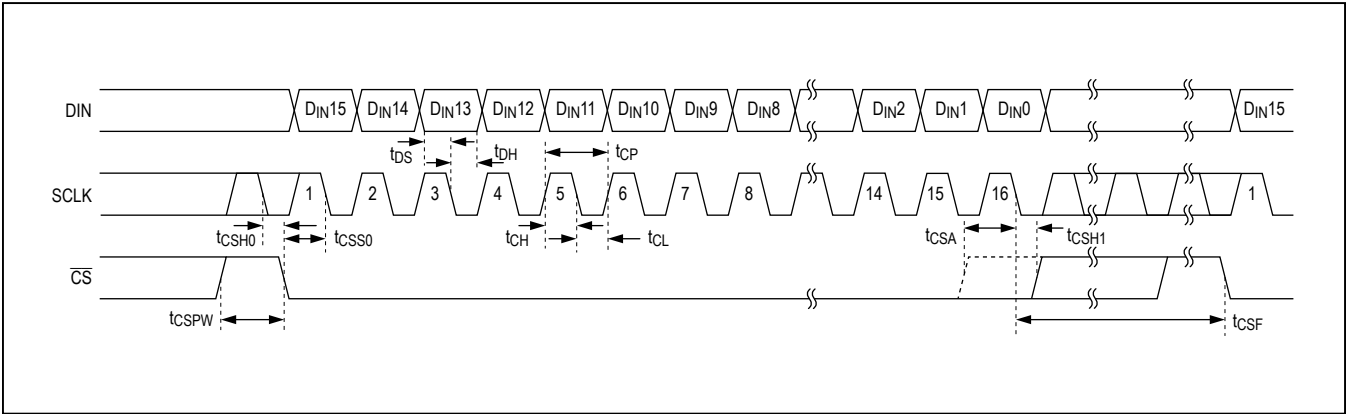 DIN DIN15 DIN14 DIN13 DIN12 DIN11 DIN10 DIN9 DIN8 DIN2 DIN1 DIN0 DIN15
tDS tDH tCP
SCLK 1 2 3 4 5 6 7 8 14 15 16 1
tCSH0 tCSS0 tCH tCL tCSA tCSH1
CS
tCSPW tCSF